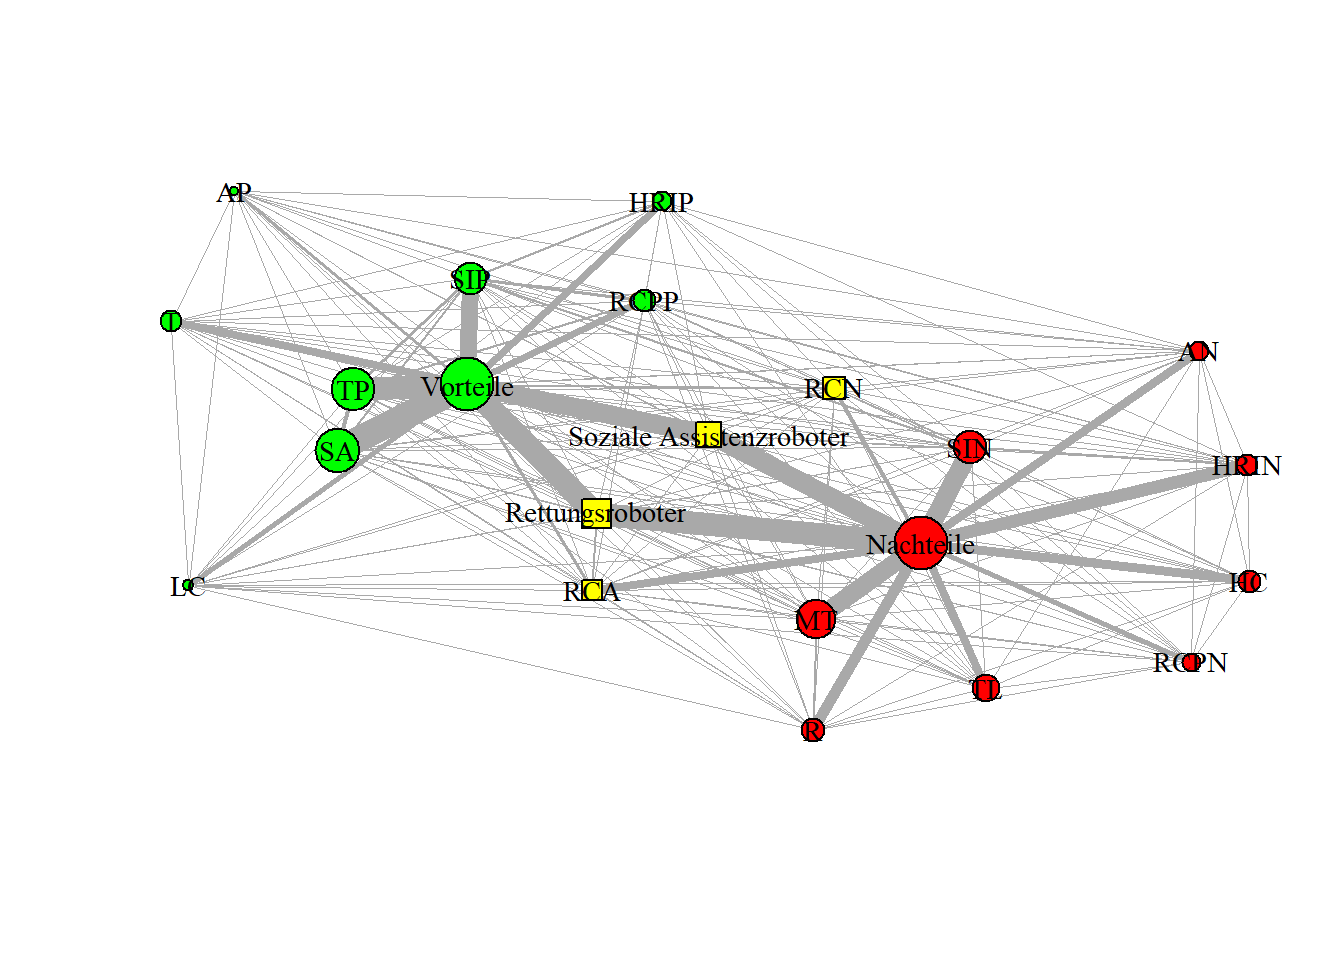 AP
HRIP
SIP
RCPP
I
AN
TP
Vorteile
RCN
Soziale Assistenzroboter
SA
SIN
HRIN
Rettungsroboter
Nachteile
LC
RCA
HC
MT
RCPN
TL
R